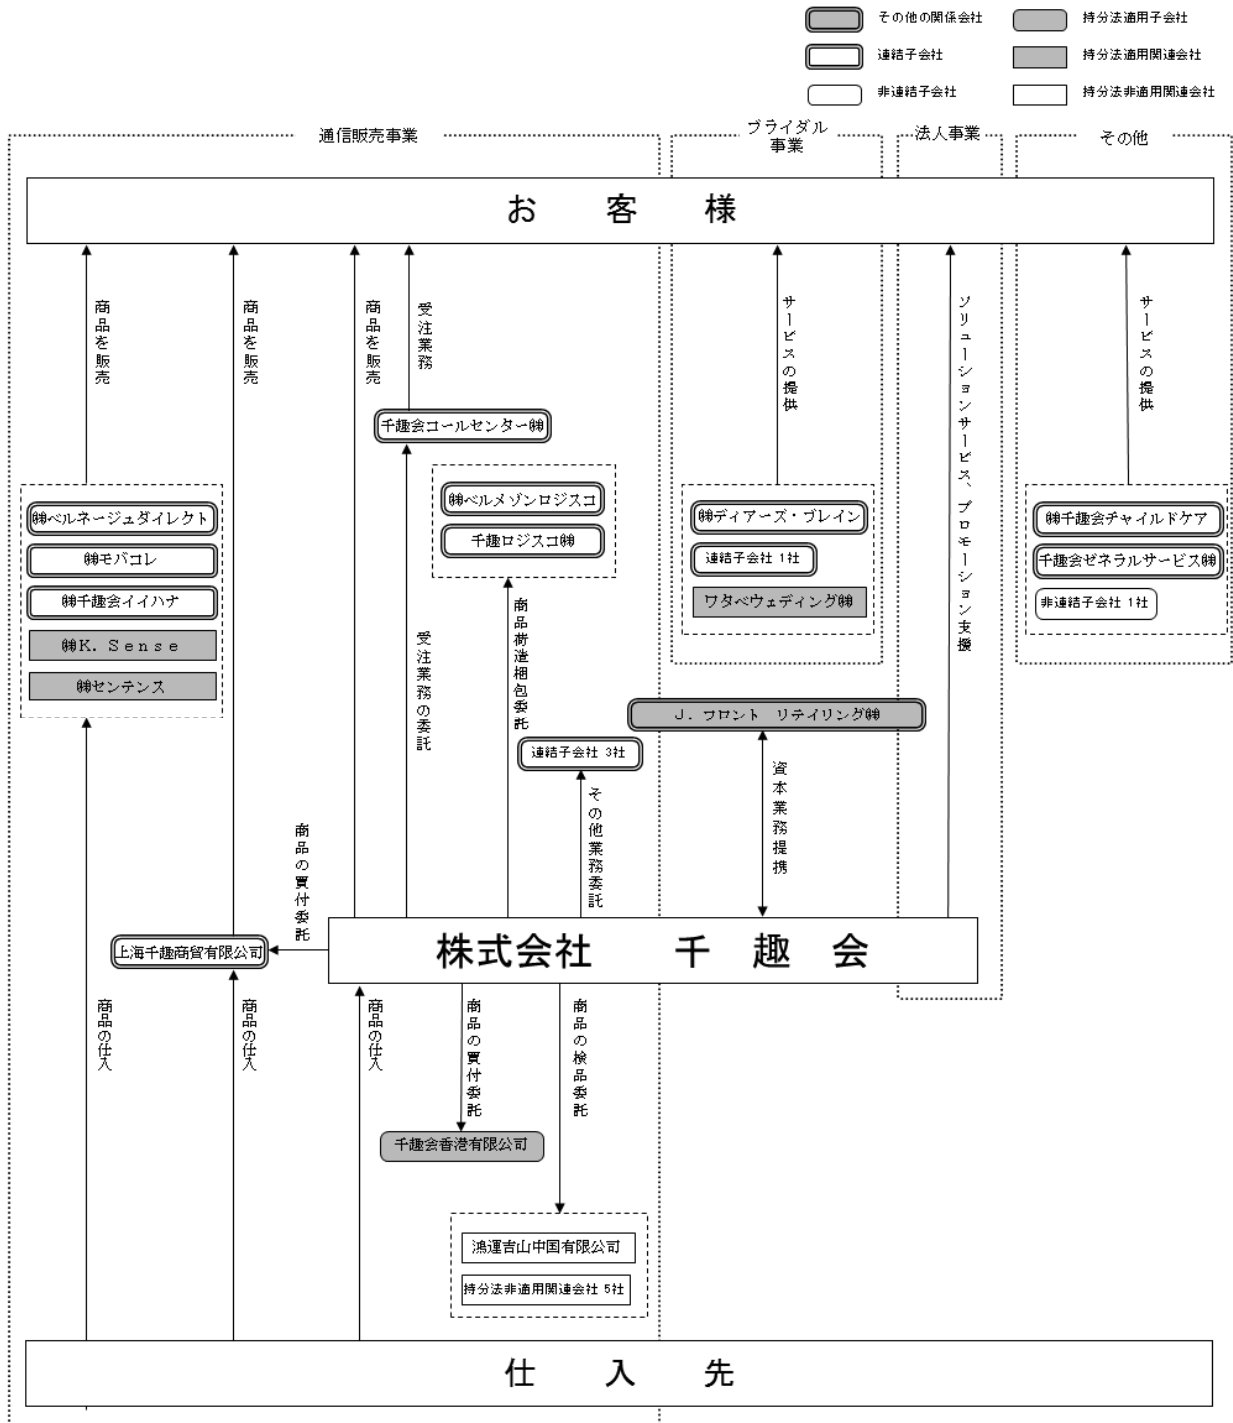 その他の関係会社
持分法適用子会社
連結子会社
持分法適用関連会社
非連結子会社
持分法非適用関連会社
通信販売事業
ブライダル
事業
法人事業
その他
お 客 様
商品を販売
商品を販売
商品を販売
受注業務
サービスの提供
ソリューションサービス、プロモーション支援
サービスの提供
千趣会コールセンター㈱
㈱ベルネージュダイレクト
㈱モバコレ
㈱千趣会イイハナ
㈱K．Sense
㈱センテンス
㈱ベルメゾンロジスコ
千趣ロジスコ㈱
㈱ディアーズ・ブレイン
連結子会社 1社
ワタベウェディング㈱
㈱千趣会チャイルドケア
千趣会ゼネラルサービス㈱
非連結子会社 1社
受注業務の委託
商品荷造梱包委託
J．フロント リテイリング㈱
連結子会社 3社
その他業務委託
資本業務提携
商品の買付委託
上海千趣商貿有限公司
株式会社 千 趣 会
商品の仕入
商品の仕入
商品の仕入
商品の買付委託
商品の検品委託
千趣会香港有限公司
鴻運吉山中国有限公司
持分法非適用関連会社 5社
仕 入 先